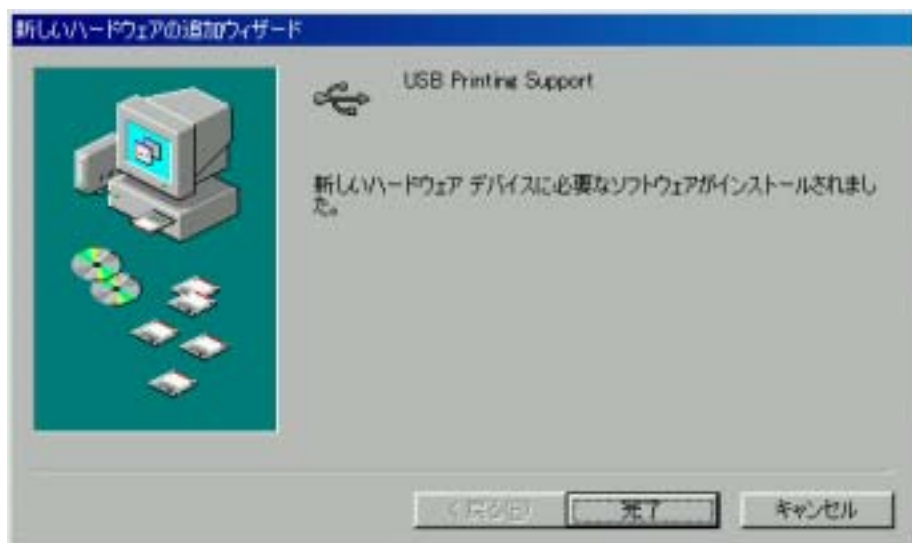 新しいハードウェアの追加ウィザード
USB Printing Support
新しいハードウェア デバイスに必要なソフトウェアがインストールされまし
た。
< 戻る(B)
完了
キャンセル